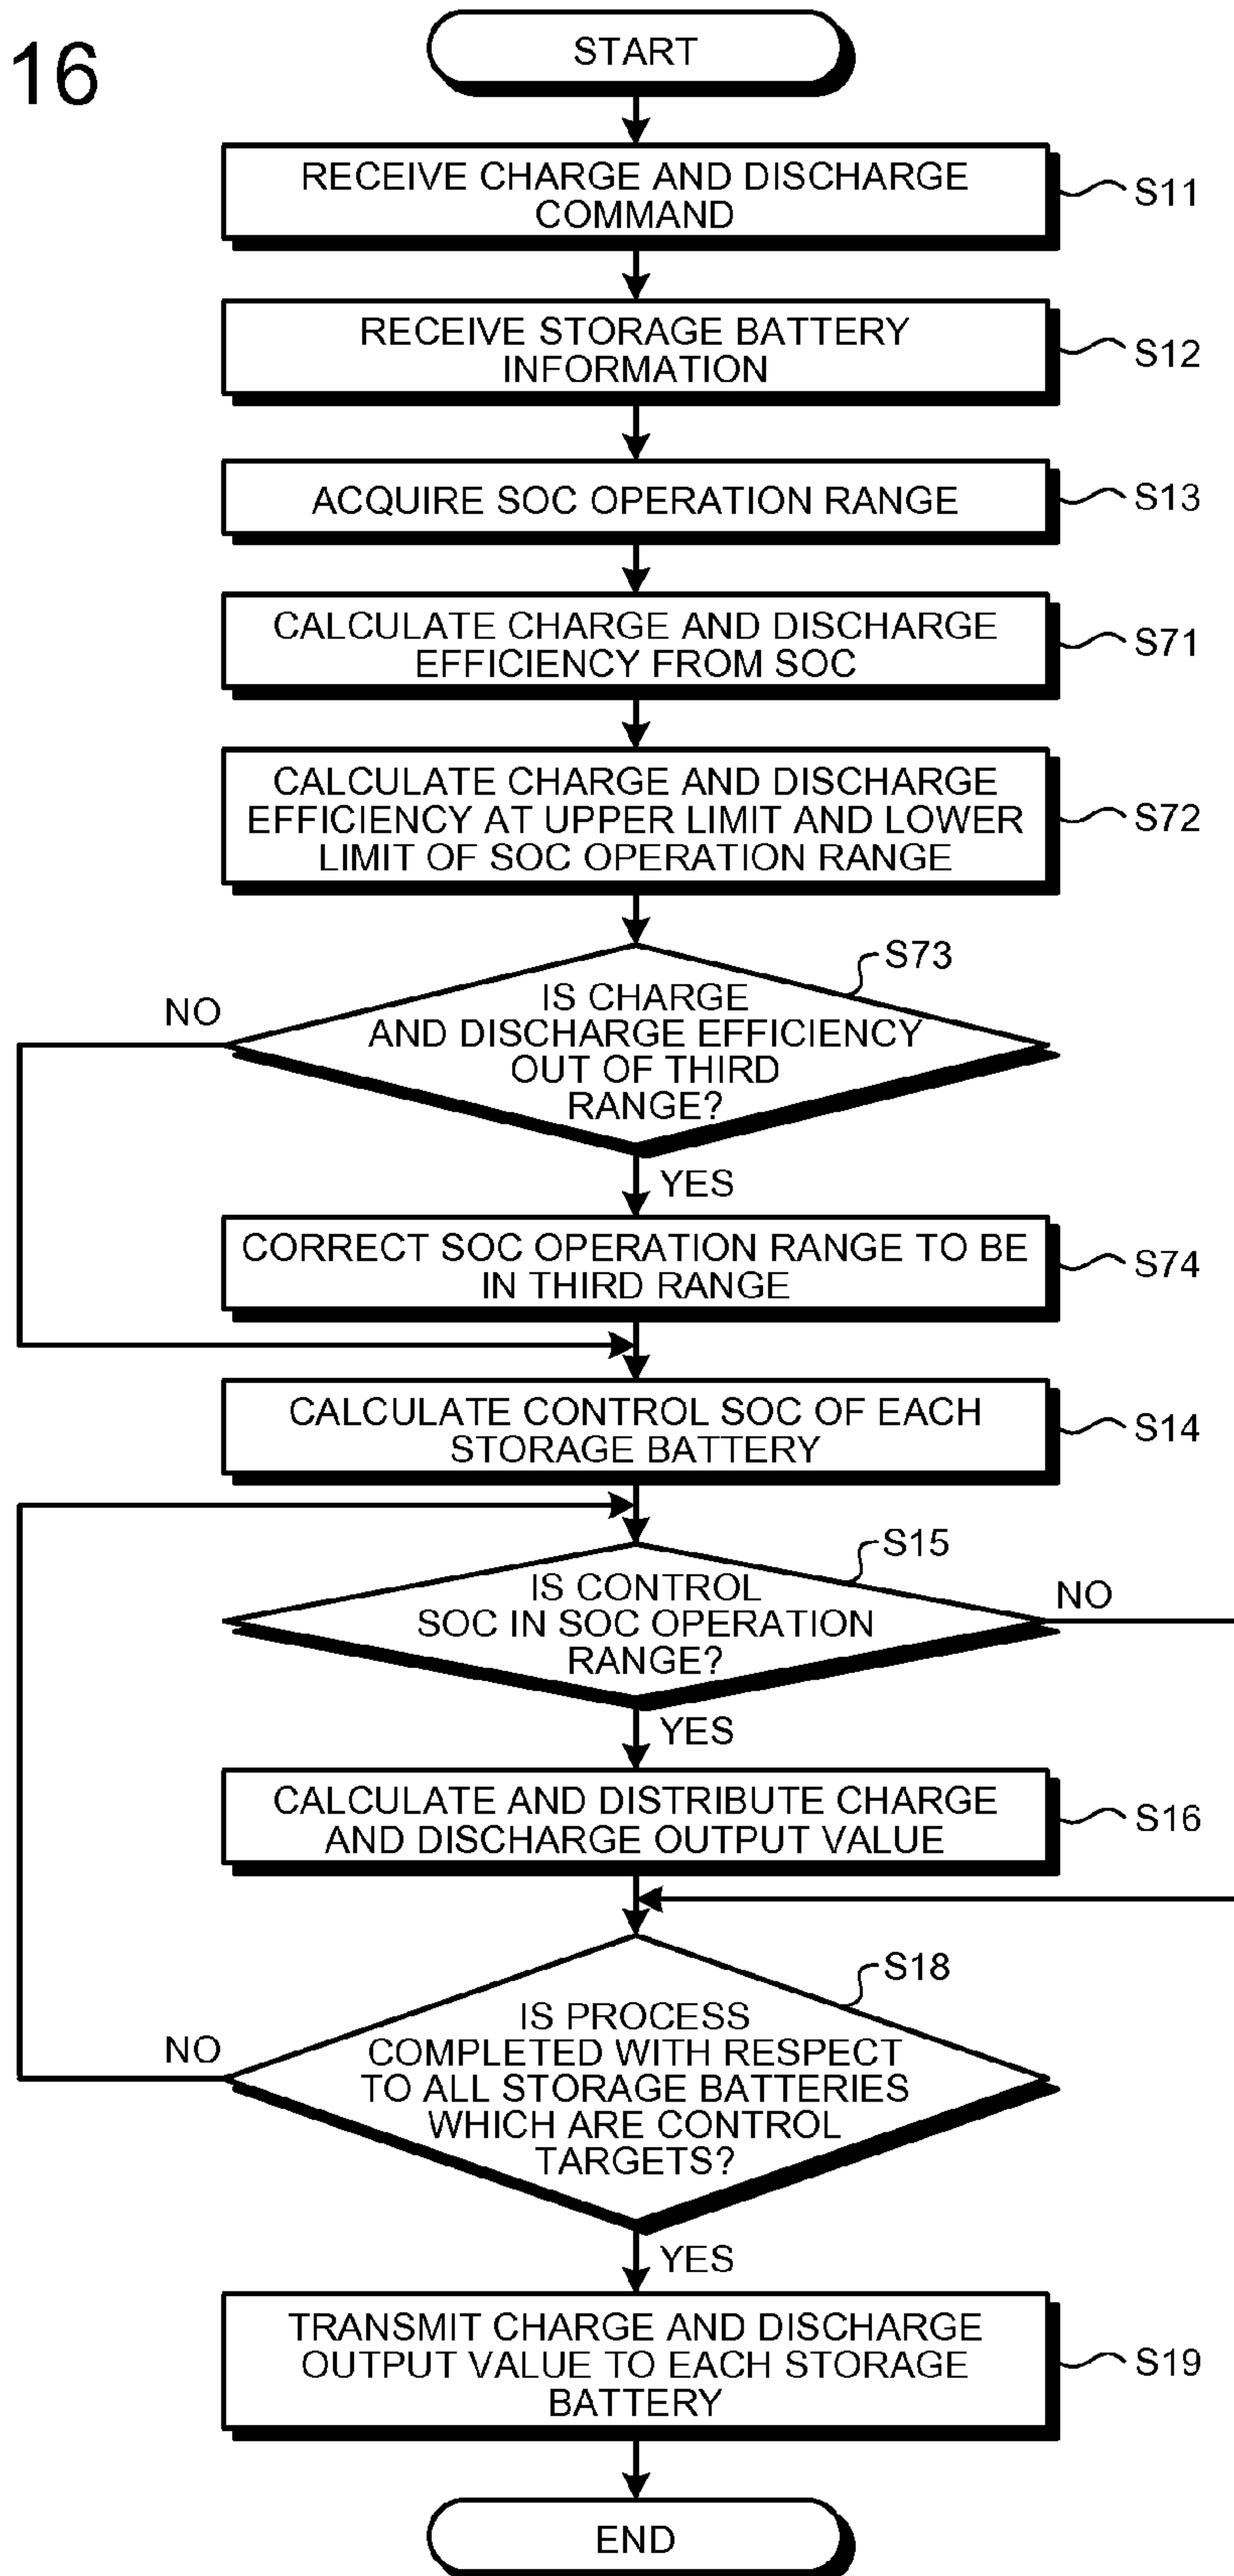 16
START
RECEIVE CHARGE AND DISCHARGE
COMMAND
S11
RECEIVE STORAGE BATTERY
INFORMATION
S12
ACQUIRE SOC OPERATION RANGE
S13
CALCULATE CHARGE AND DISCHARGE
EFFICIENCY FROM SOC
S71
CALCULATE CHARGE AND DISCHARGE
EFFICIENCY AT UPPER LIMIT AND LOWER
LIMIT OF SOC OPERATION RANGE
S72
S73
IS CHARGE
AND DISCHARGE EFFICIENCY
OUT OF THIRD
RANGE?
NO
YES
CORRECT SOC OPERATION RANGE TO BE
IN THIRD RANGE
S74
CALCULATE CONTROL SOC OF EACH
STORAGE BATTERY
S14
S15
IS CONTROL
SOC IN SOC OPERATION
RANGE?
NO
YES
CALCULATE AND DISTRIBUTE CHARGE
AND DISCHARGE OUTPUT VALUE
S16
S18
IS PROCESS
COMPLETED WITH RESPECT
TO ALL STORAGE BATTERIES
WHICH ARE CONTROL
TARGETS?
NO
YES
TRANSMIT CHARGE AND DISCHARGE
OUTPUT VALUE TO EACH STORAGE
BATTERY
S19
END